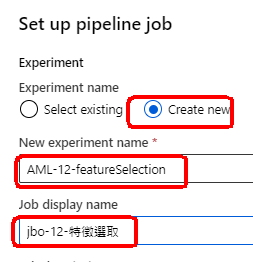 Set up pipeline job
Experiment
Experiment name
Select existing
Create new
New experiment name *
AML-12-featureSelection
Job display name
jbo-12-特徵選取